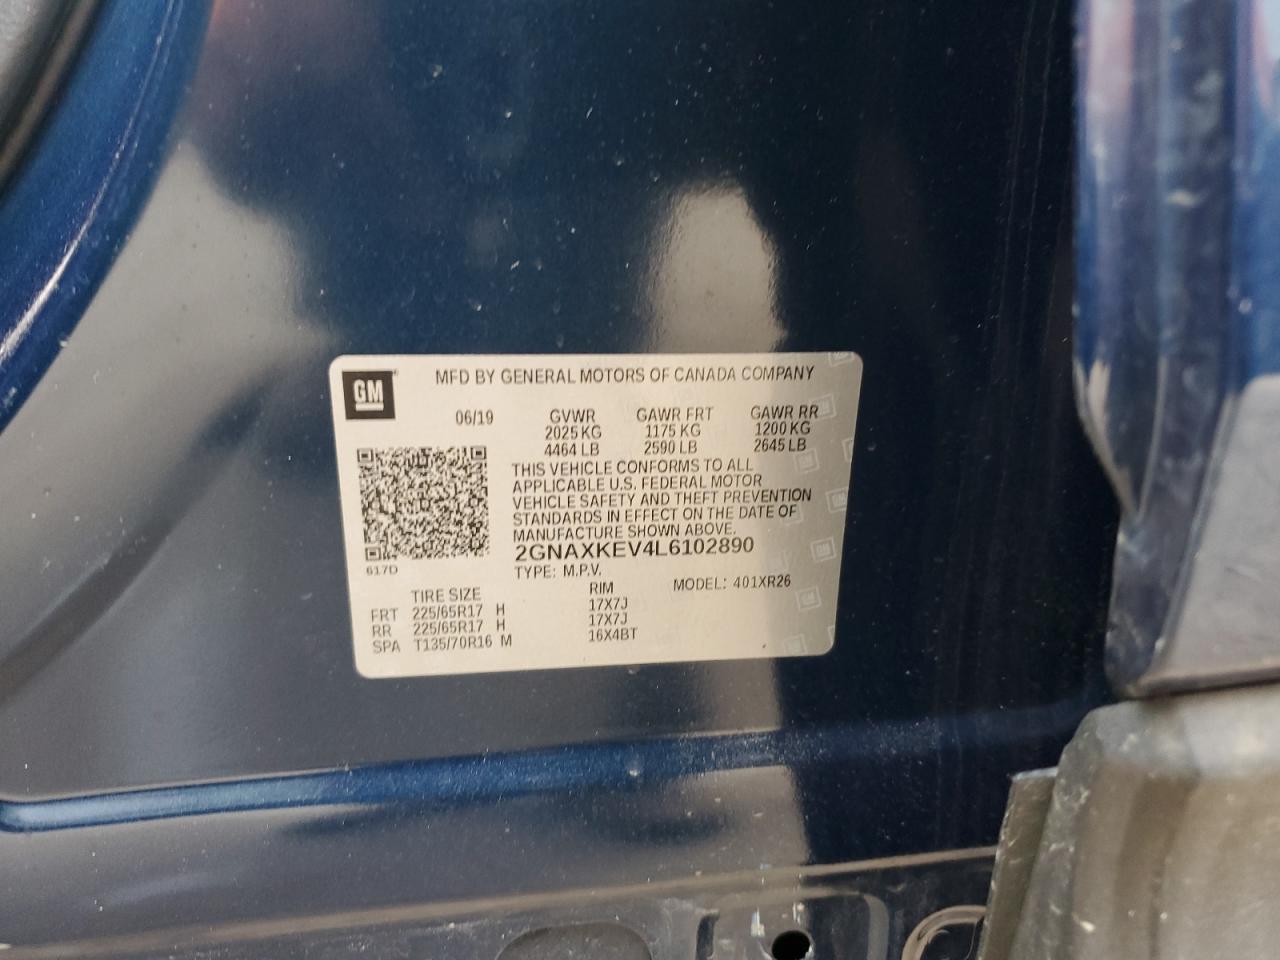 GM
MFD BY GENERAL MOTORS OF CANADA COMPANY
06/19 GVWR GAWR FRT GAWR RR
2025 KG 1175 KG 1200 KG
4464 LB 2590 LB 2645 LB
THIS VEHICLE CONFORMS TO ALL
APPLICABLE U.S. FEDERAL MOTOR
VEHICLE SAFETY AND THEFT PREVENTION
STANDARDS IN EFFECT ON THE DATE OF
MANUFACTURE SHOWN ABOVE.
2GNAXKEV4L6102890
617D
TYPE: M.P.V. MODEL: 401XR26
TIRE SIZE RIM
FRT 225/65R17 H 17X7J
RR 225/65R17 H 17X7J
SPA T135/70R16 M 16X4BT